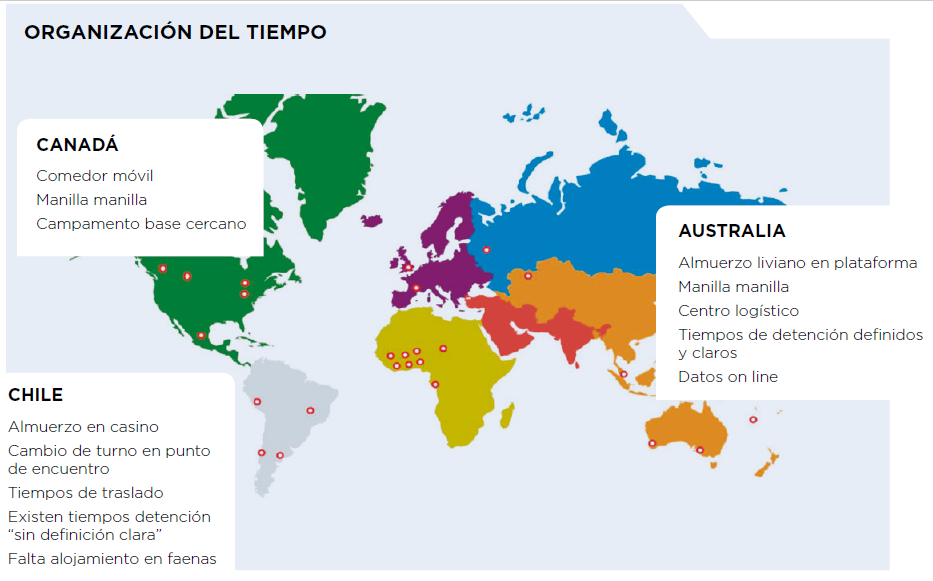 ORGANIZACIÓN DEL TIEMPO
CANADÁ
Comedor móvil
Manilla manilla
Campamento base cercano
AUSTRALIA
Almuerzo liviano en plataforma
Manilla manilla
Centro logístico
Tiempos de detención definidos
y claros
Datos on line
CHILE
Almuerzo en casino
Cambio de turno en punto
de encuentro
Tiempos de traslado
Existen tiempos detención
“sin definición clara”
Falta alojamiento en faenas